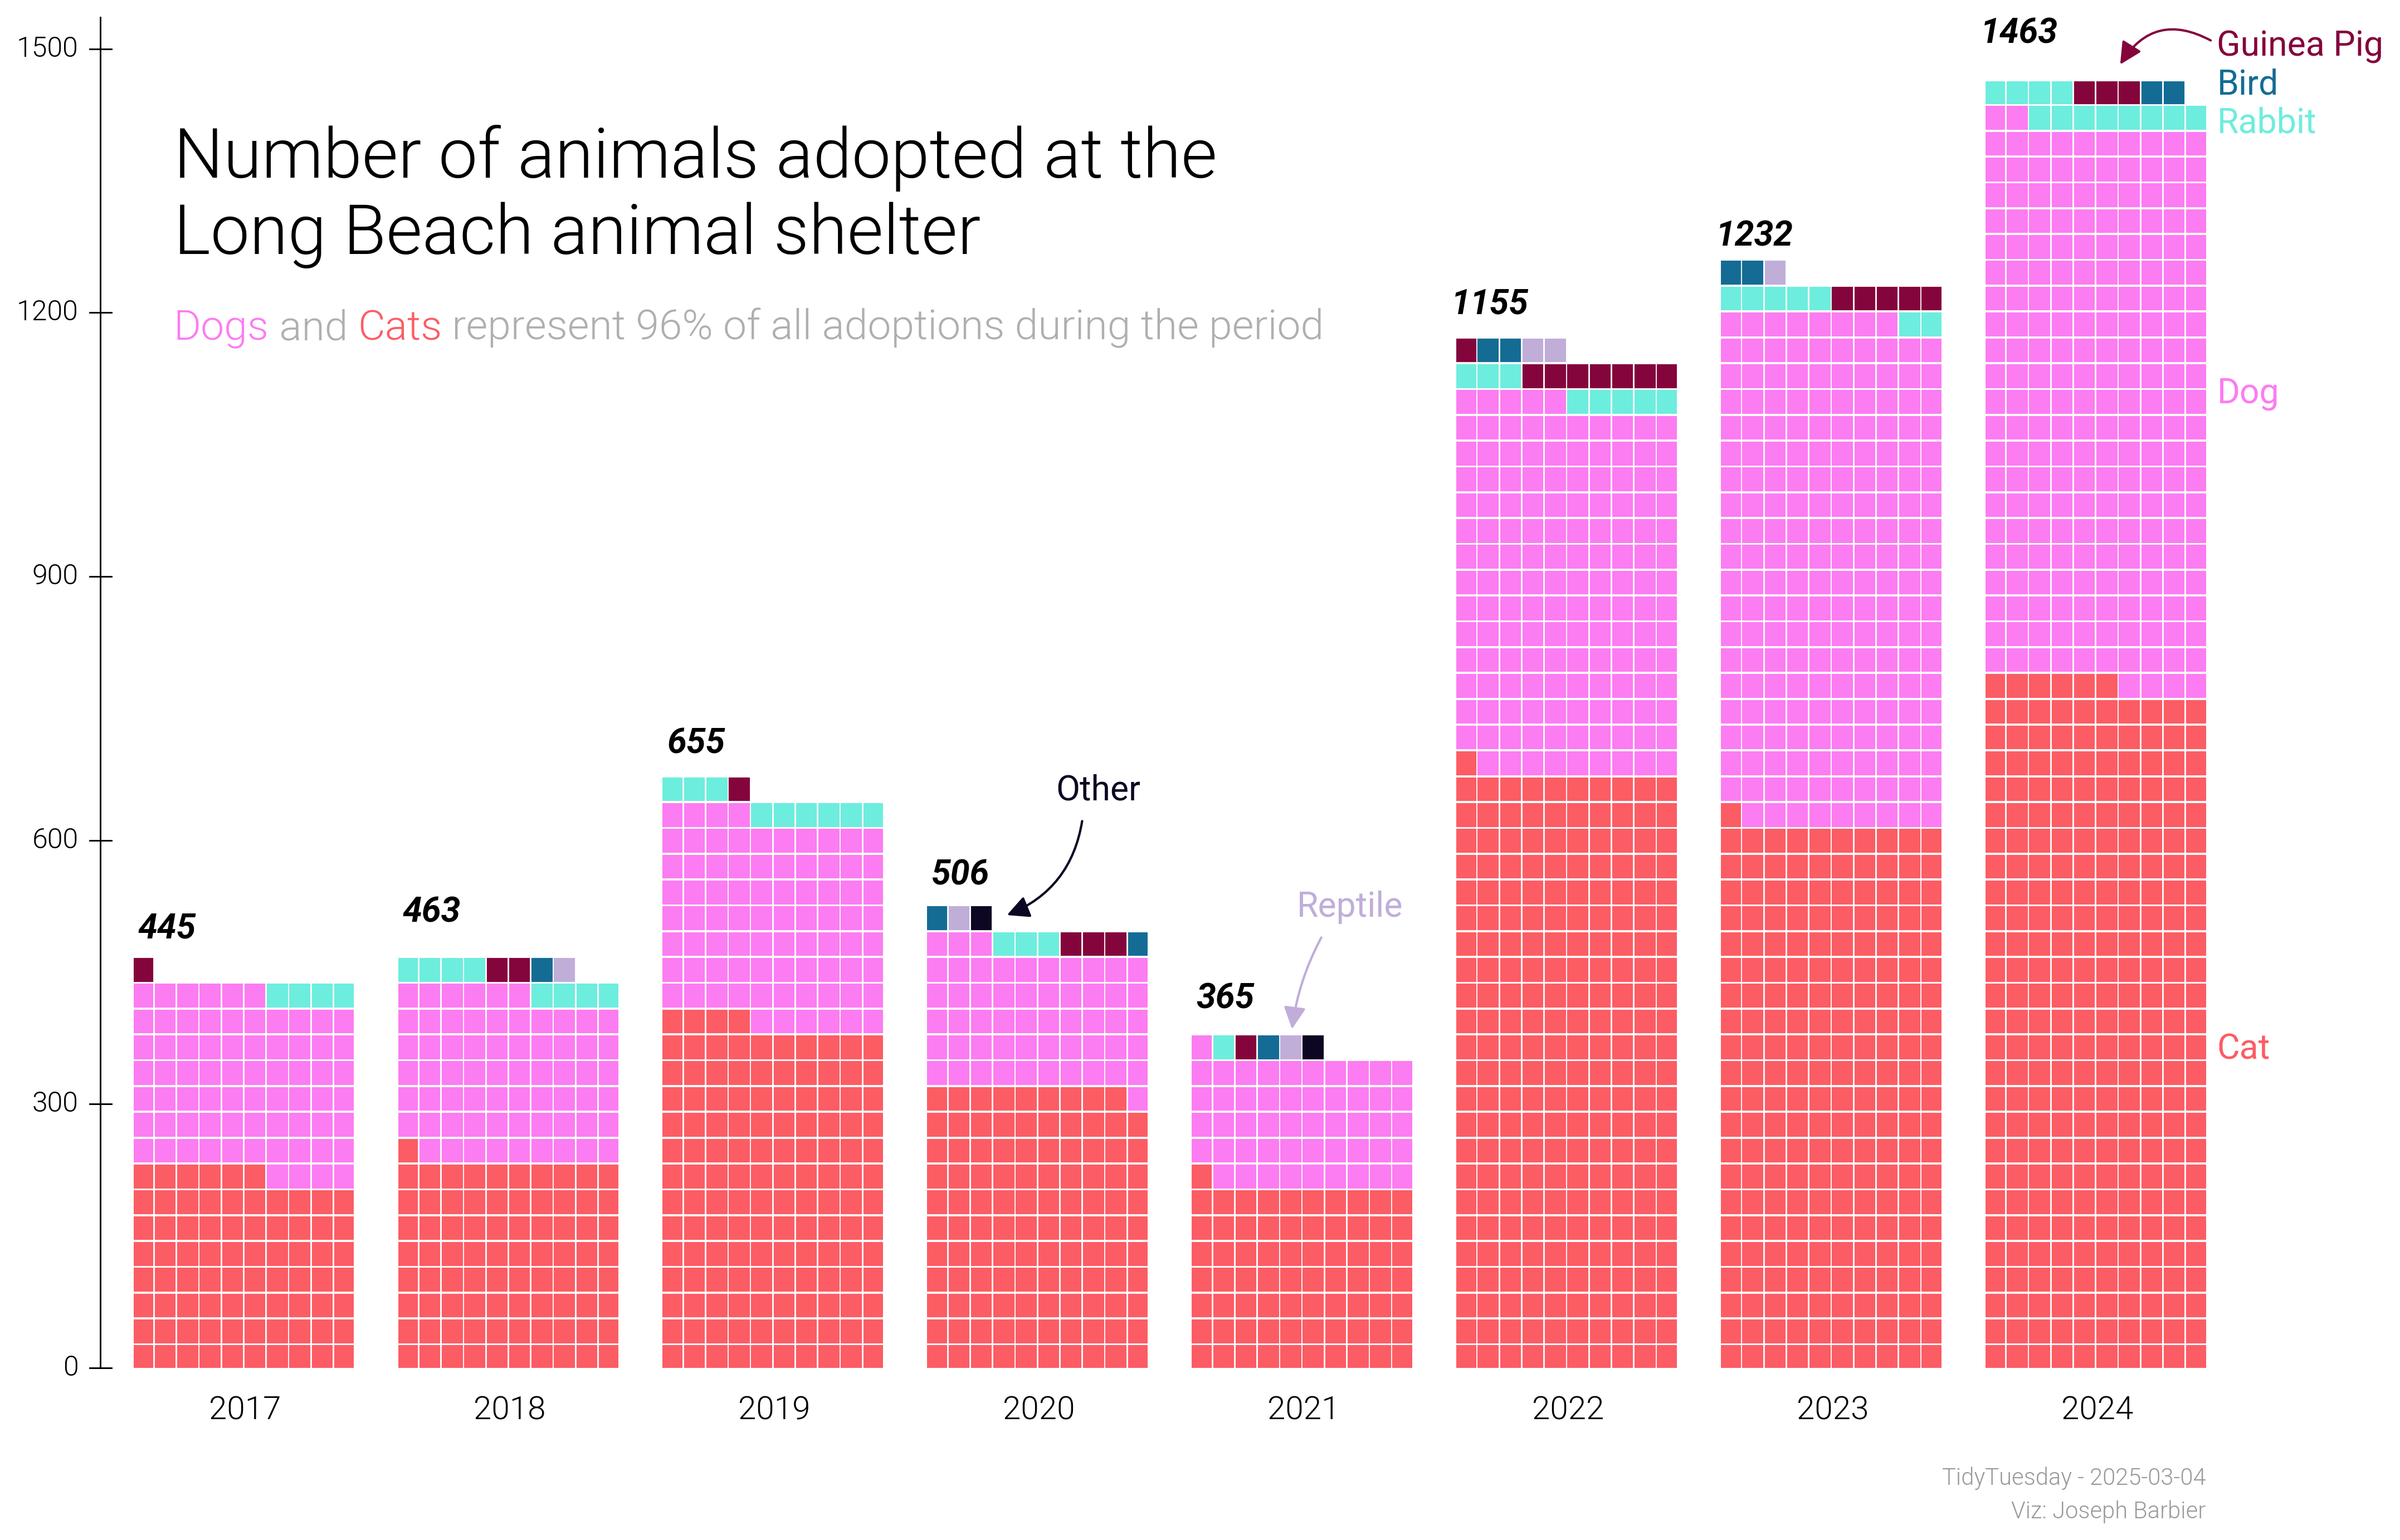 Number of animals adopted at the
Long Beach animal shelter
Dogs and Cats represent 96% of all adoptions during the period
1500
1200
900
600
300
0
445
463
655
506
365
1155
1232
1463
Other
Reptile
Guinea Pig
Bird
Rabbit
Dog
Cat
2017
2018
2019
2020
2021
2022
2023
2024
TidyTuesday - 2025-03-04
Viz: Joseph Barbier